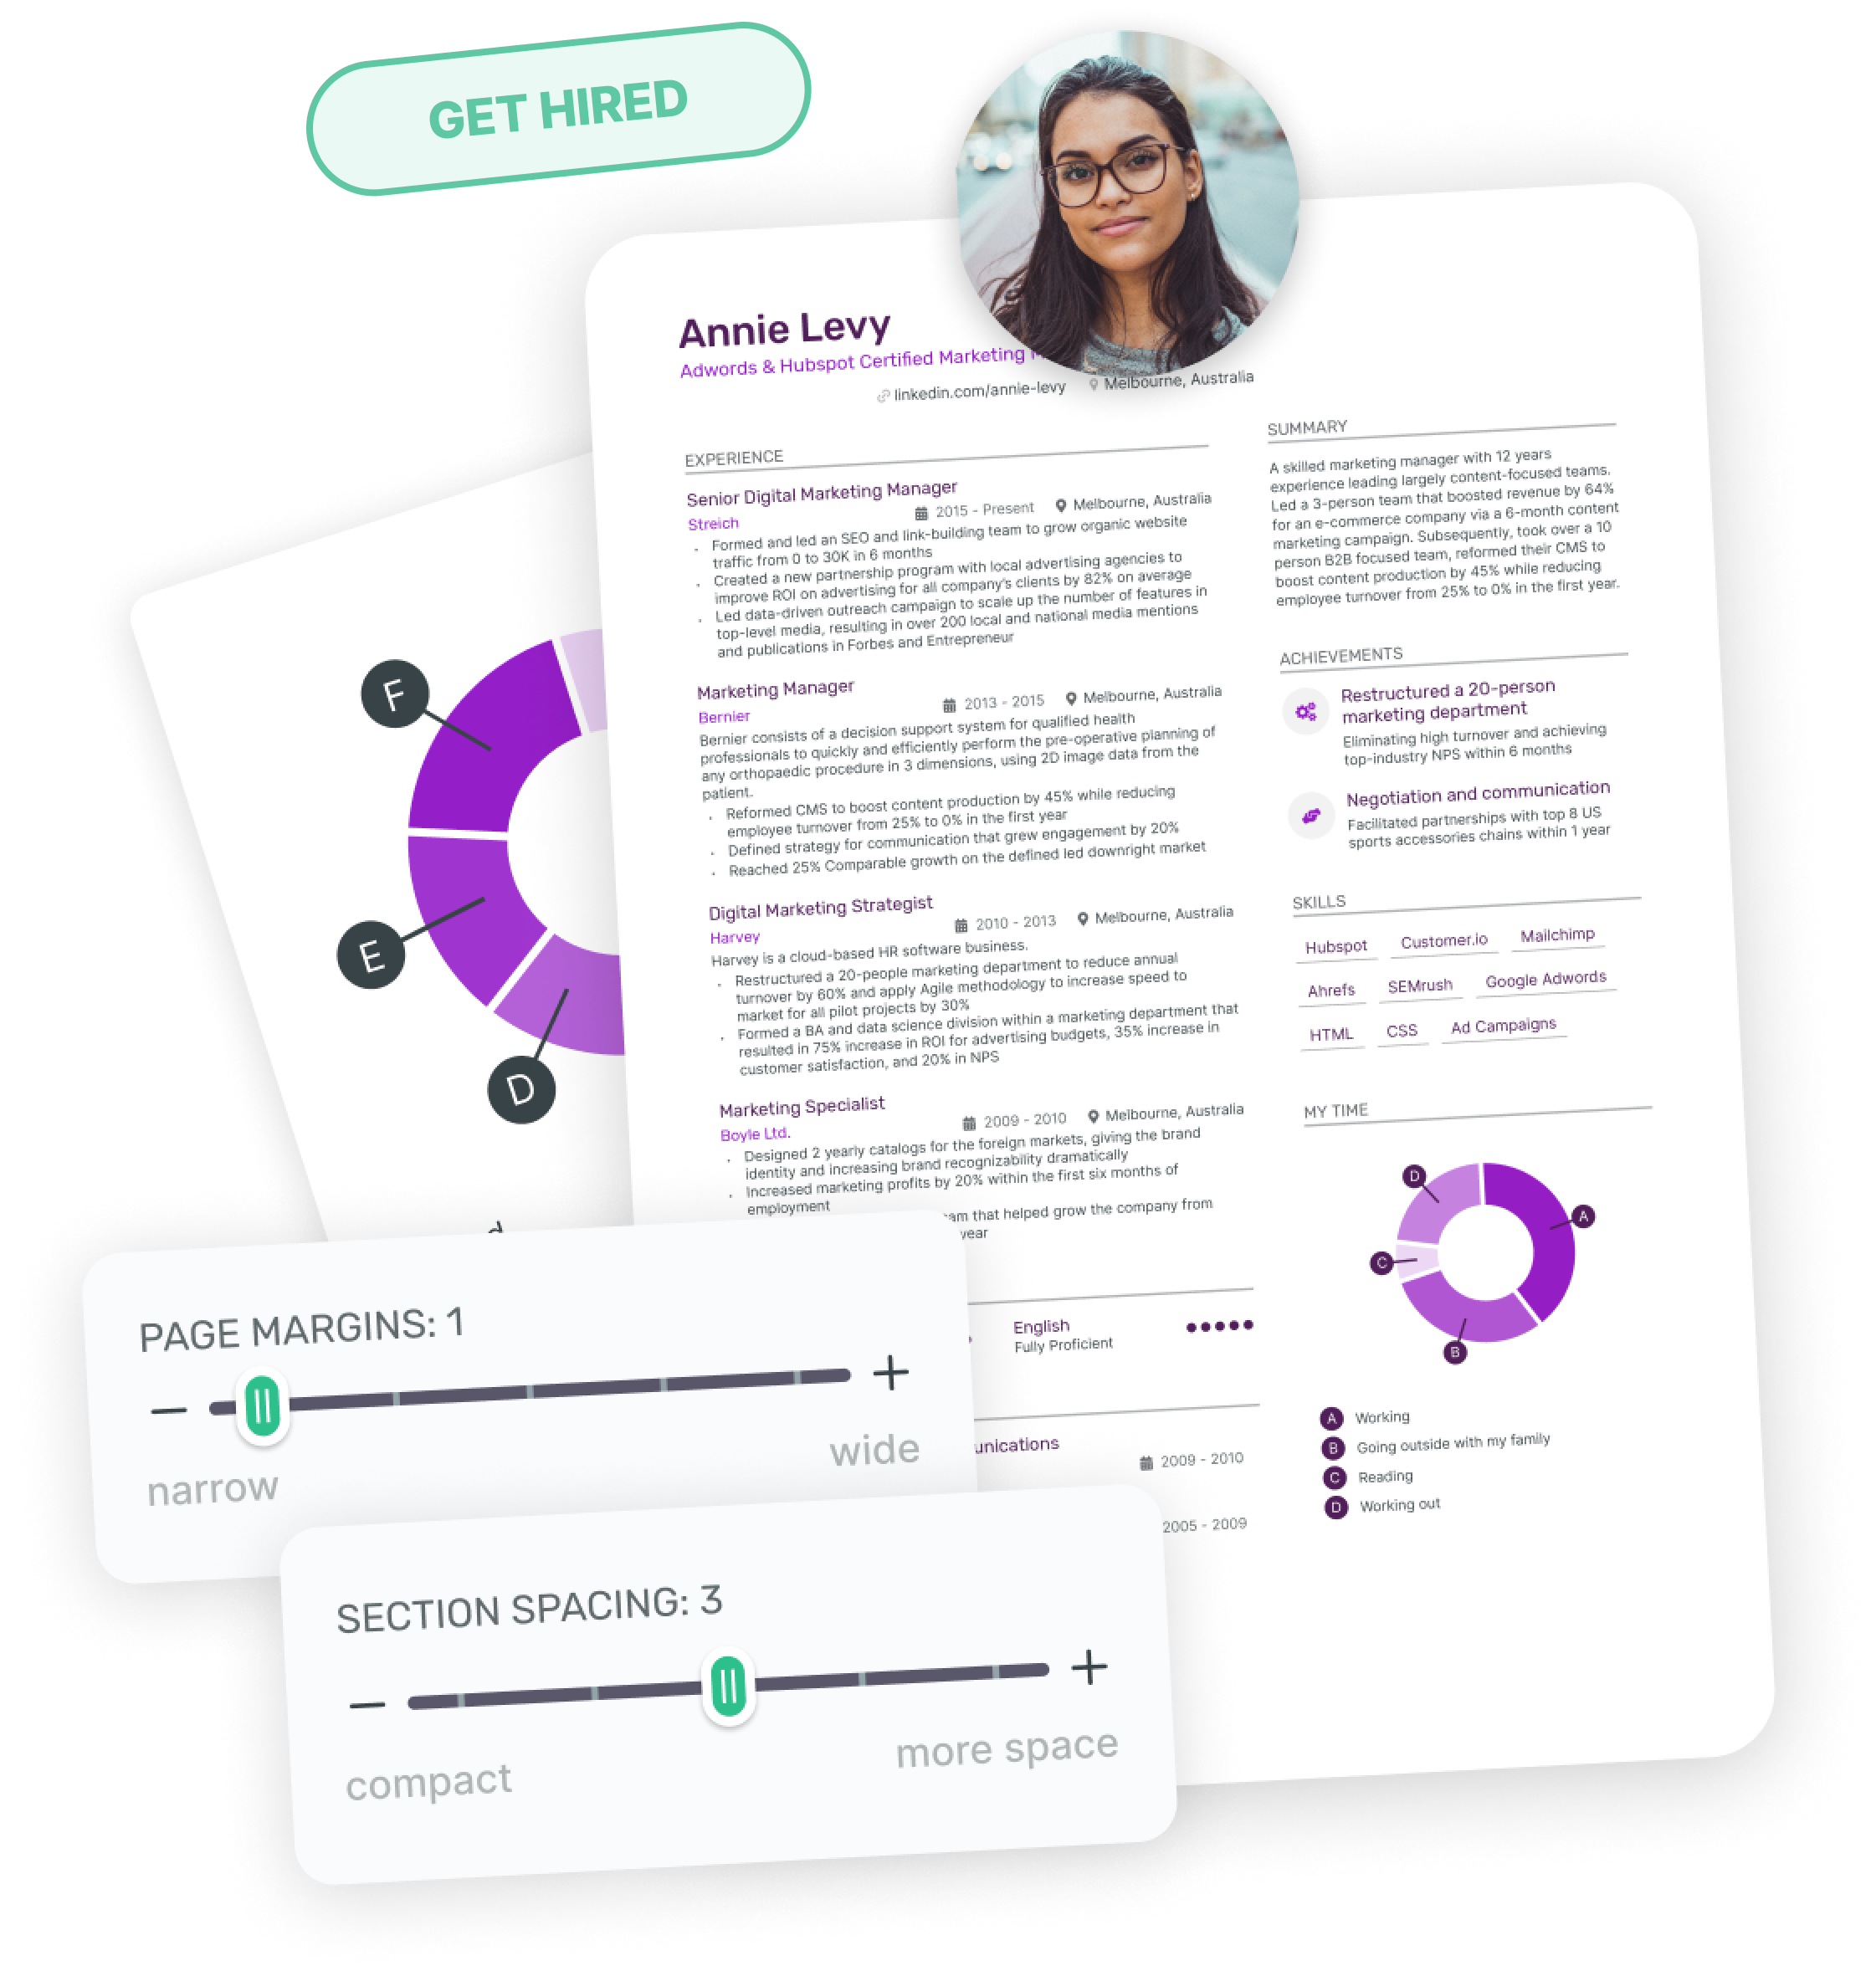 GET HIRED
Annie Levy
Adwords & Hubspot Certified Marketing
linkedin.com/annie-levy Melbourne, Australia
EXPERIENCE
Senior Digital Marketing Manager
Streich 2015 - Present Melbourne, Australia
· Formed and led an SEO and link-building team to grow organic website
traffic from 0 to 30K in 6 months
· Created a new partnership program with local advertising agencies to
improve ROI on advertising for all company's clients by 82% on average
· Led data-driven outreach campaign to scale up the number of features in
top-level media, resulting in over 200 local and national media mentions
and publications in Forbes and Entrepreneur
Marketing Manager
Bernier 2013 - 2015 Melbourne, Australia
Bernier consists of a decision support system for qualified health
professionals to quickly and efficiently perform the pre-operative planning of
any orthopaedic procedure in 3 dimensions, using 2D image data from the
patient.
· Reformed CMS to boost content production by 45% while reducing
employee turnover from 25% to 0% in the first year
· Defined strategy for communication that grew engagement by 20%
· Reached 25% Comparable growth on the defined led downright market
Digital Marketing Strategist
Harvey 2010 - 2013 Melbourne, Australia
Harvey is a cloud-based HR software business.
· Restructured a 20-people marketing department to reduce annual
turnover by 60% and apply Agile methodology to increase speed to
market for all pilot projects by 30%
· Formed a BA and data science division within a marketing department that
resulted in 75% increase in ROI for advertising budgets, 35% increase in
customer satisfaction, and 20% in NPS
Marketing Specialist
Boyle Ltd. 2009 - 2010 Melbourne, Australia
· Designed 2 yearly catalogs for the foreign markets, giving the brand
identity and increasing brand recognizability dramatically
· Increased marketing profits by 20% within the first six months of
employment
that helped grow the company from
year
English
Fully Proficient
2009 - 2010
2005 - 2009
SUMMARY
A skilled marketing manager with 12 years
experience leading largely content-focused teams.
Led a 3-person team that boosted revenue by 64%
for an e-commerce company via a 6-month content
marketing campaign. Subsequently, took over a 10
person B2B focused team, reformed their CMS to
boost content production by 45% while reducing
employee turnover from 25% to 0% in the first year.
ACHIEVEMENTS
Restructured a 20-person
marketing department
Eliminating high turnover and achieving
top-industry NPS within 6 months
Negotiation and communication
Facilitated partnerships with top 8 US
sports accessories chains within 1 year
SKILLS
Hubspot Customer.io Mailchimp
Ahrefs SEMrush Google Adwords
HTML CSS Ad Campaigns
MY TIME
D
A
C
B
A Working
B Going outside with my family
C Reading
D Working out
F
E
D
PAGE MARGINS: 1
− +
narrow wide
SECTION SPACING: 3
− +
compact more space